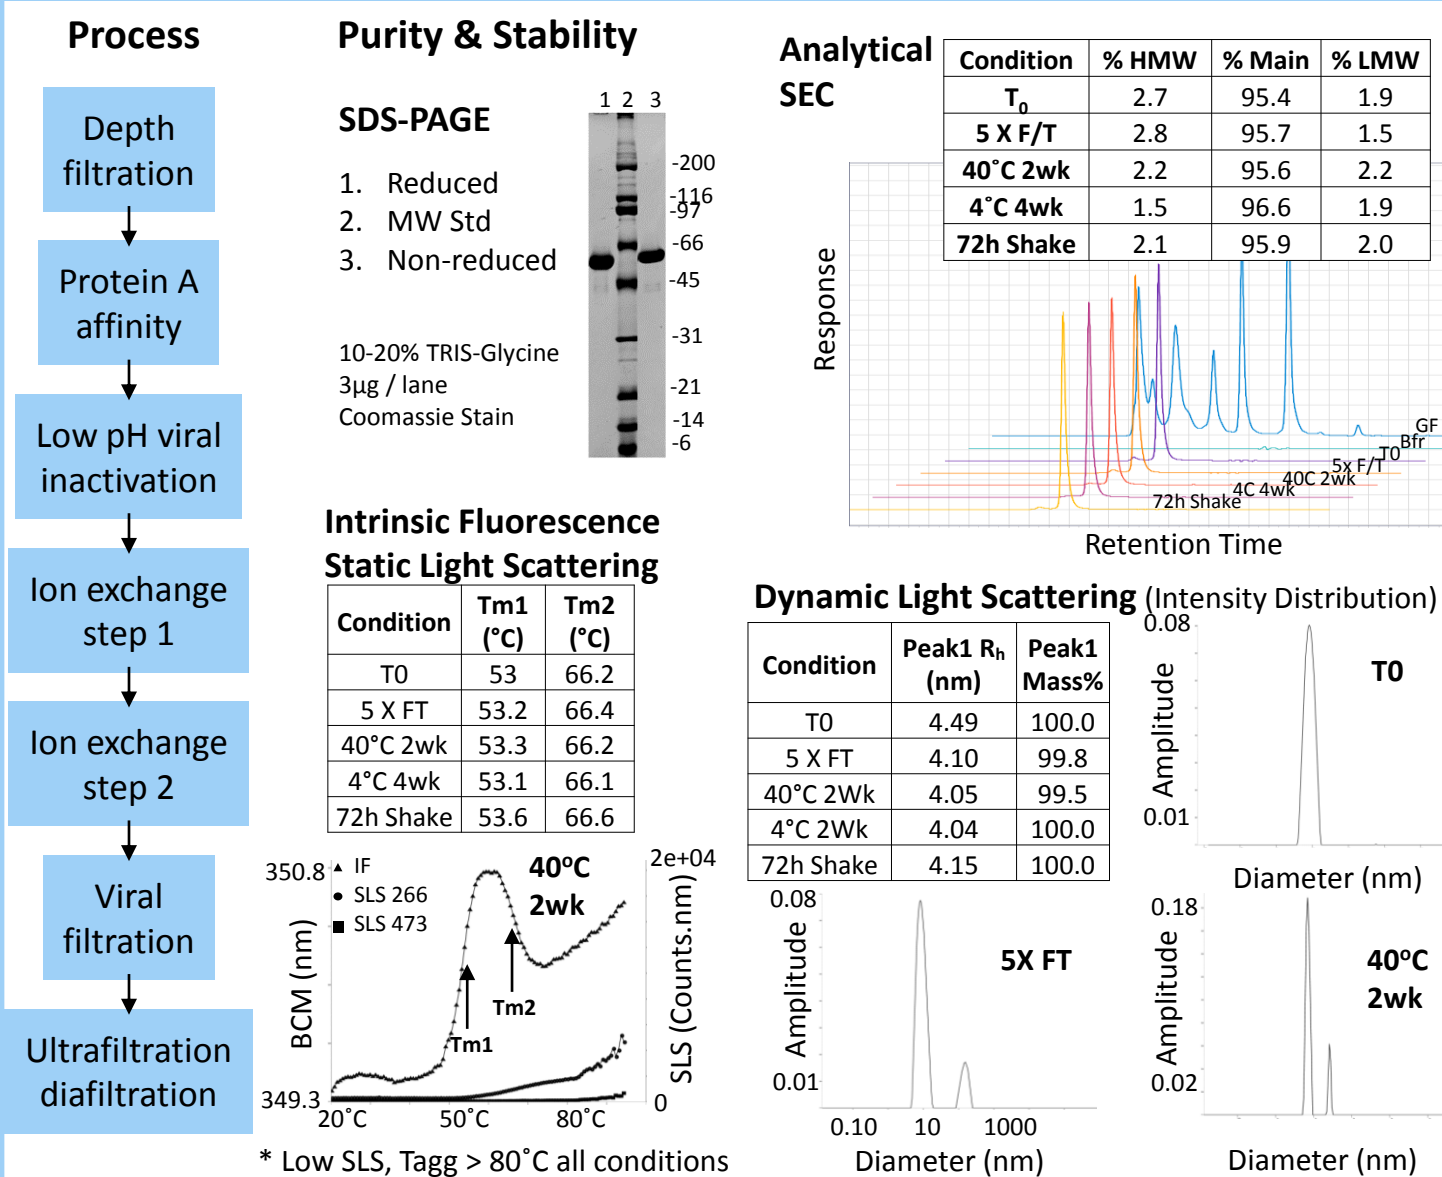 Process
Depth
filtration
Protein A
affinity
Low pH viral
inactivation
Ion exchange
step 1
Ion exchange
step 2
Viral
filtration
Ultrafiltration
diafiltration
Purity & Stability
SDS-PAGE
1. Reduced
2. MW Std
3. Non-reduced
10-20% TRIS-Glycine
3µg / lane
Coomassie Stain
1 2 3
-200
-116
-97
-66
-45
-31
-21
-14
-6
Analytical
SEC
Condition % HMW % Main % LMW
T0 2.7 95.4 1.9
5 X F/T 2.8 95.7 1.5
40˚C 2wk 2.2 95.6 2.2
4˚C 4wk 1.5 96.6 1.9
72h Shake 2.1 95.9 2.0
Response
GF
Bfr
T0
5x F/T
40C 2wk
4C 4wk
72h Shake
Retention Time
Intrinsic Fluorescence
Static Light Scattering
Condition Tm1 (°C) Tm2 (°C)
T0 53 66.2
5 X FT 53.2 66.4
40°C 2wk 53.3 66.2
4°C 4wk 53.1 66.1
72h Shake 53.6 66.6
350.8
349.3
BCM (nm)
IF
SLS 266
SLS 473
40°C
2wk
Tm1
Tm2
2e+04
0
SLS (Counts.nm)
20˚C 50˚C 80˚C
* Low SLS, Tagg > 80˚C all conditions
Dynamic Light Scattering (Intensity Distribution)
Condition Peak1 Rh (nm) Peak1 Mass%
T0 4.49 100.0
5 X FT 4.10 99.8
40°C 2Wk 4.05 99.5
4°C 2Wk 4.04 100.0
72h Shake 4.15 100.0
0.08
0.01
Amplitude
T0
Diameter (nm)
0.08
0.01
Amplitude
5X FT
0.10 10 1000
Diameter (nm)
0.18
0.02
Amplitude
40°C
2wk
Diameter (nm)